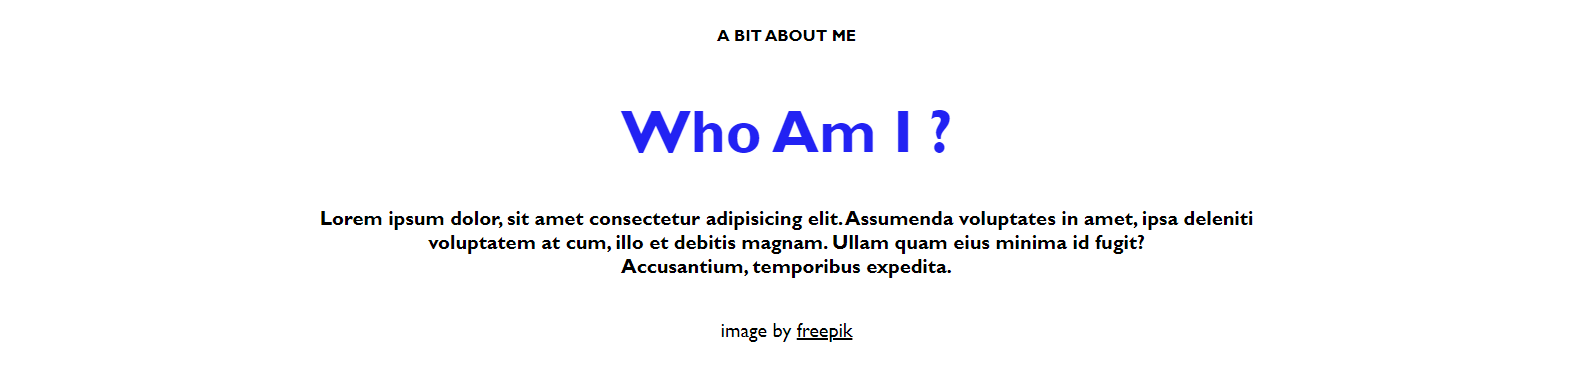 A BIT ABOUT ME
Who Am I ?
Lorem ipsum dolor, sit amet consectetur adipisicing elit. Assumenda voluptates in amet, ipsa deleniti
voluptatem at cum, illo et debitis magnam. Ullam quam eius minima id fugit?
Accusantium, temporibus expedita.
image by freepik